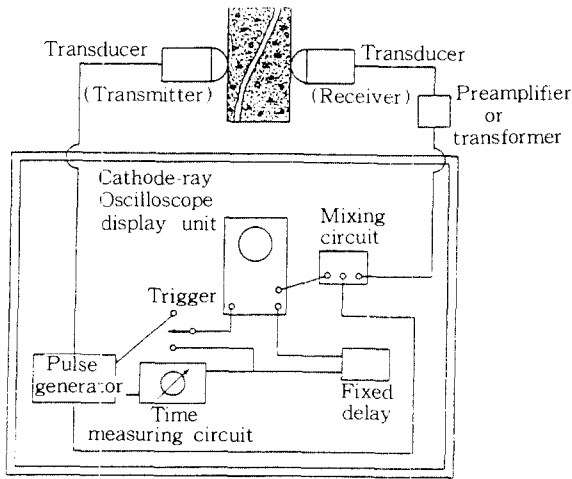 Transducer
(Transmitter)
Transducer
(Receiver)
Preamplifier
or
transformer
Cathode-ray
Oscilloscope
display unit
Mixing
circuit
Trigger
Pulse
generator
Time
measuring circuit
Fixed
delay